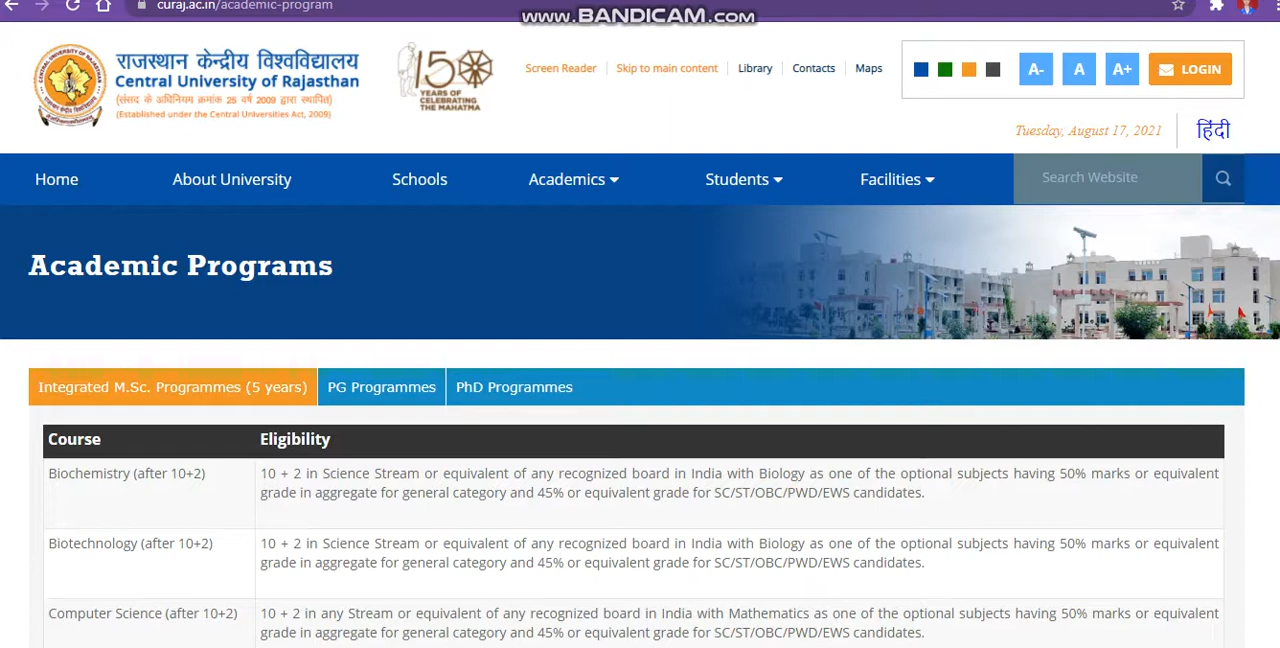 curaj.ac.in/academic-program
www.BANDICAM.com
राजस्थान केन्द्रीय विश्वविद्यालय
Central University of Rajasthan
(संसद के अधिनियम क्रमांक 25 वर्ष 2009 द्वारा स्थापित)
(Established under the Central Universities Act, 2009)
150
YEARS OF
CELEBRATING
THE MAHATMA
Screen Reader
Skip to main content
Library
Contacts
Maps
A-
A
A+
LOGIN
Tuesday, August 17, 2021
हिंदी
Home
About University
Schools
Academics
Students
Facilities
Search Website
Academic Programs
Integrated M.Sc. Programmes (5 years)
PG Programmes
PhD Programmes
Course
Eligibility
Biochemistry (after 10+2)
10 + 2 in Science Stream or equivalent of any recognized board in India with Biology as one of the optional subjects having 50% marks or equivalent
grade in aggregate for general category and 45% or equivalent grade for SC/ST/OBC/PWD/EWS candidates.
Biotechnology (after 10+2)
10 + 2 in Science Stream or equivalent of any recognized board in India with Biology as one of the optional subjects having 50% marks or equivalent
grade in aggregate for general category and 45% or equivalent grade for SC/ST/OBC/PWD/EWS candidates.
Computer Science (after 10+2)
10 + 2 in any Stream or equivalent of any recognized board in India with Mathematics as one of the optional subjects having 50% marks or equivalent
grade in aggregate for general category and 45% or equivalent grade for SC/ST/OBC/PWD/EWS candidates.